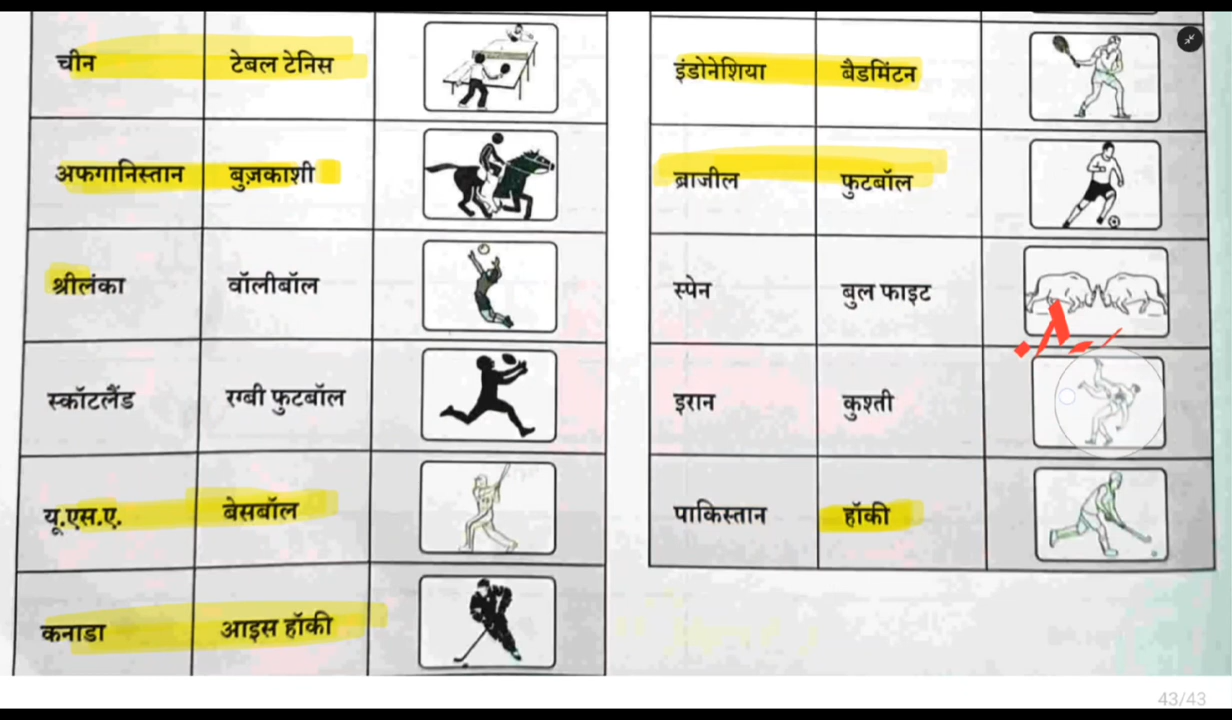 चीन टेबल टेनिस
अफगानिस्तान बुज़काशी
श्रीलंका वॉलीबॉल
स्कॉटलैंड रग्बी फुटबॉल
यू.एस.ए. बेसबॉल
कनाडा आइस हॉकी
इंडोनेशिया बैडमिंटन
ब्राजील फुटबॉल
स्पेन बुल फाइट
इरान कुश्ती
पाकिस्तान हॉकी
43/43